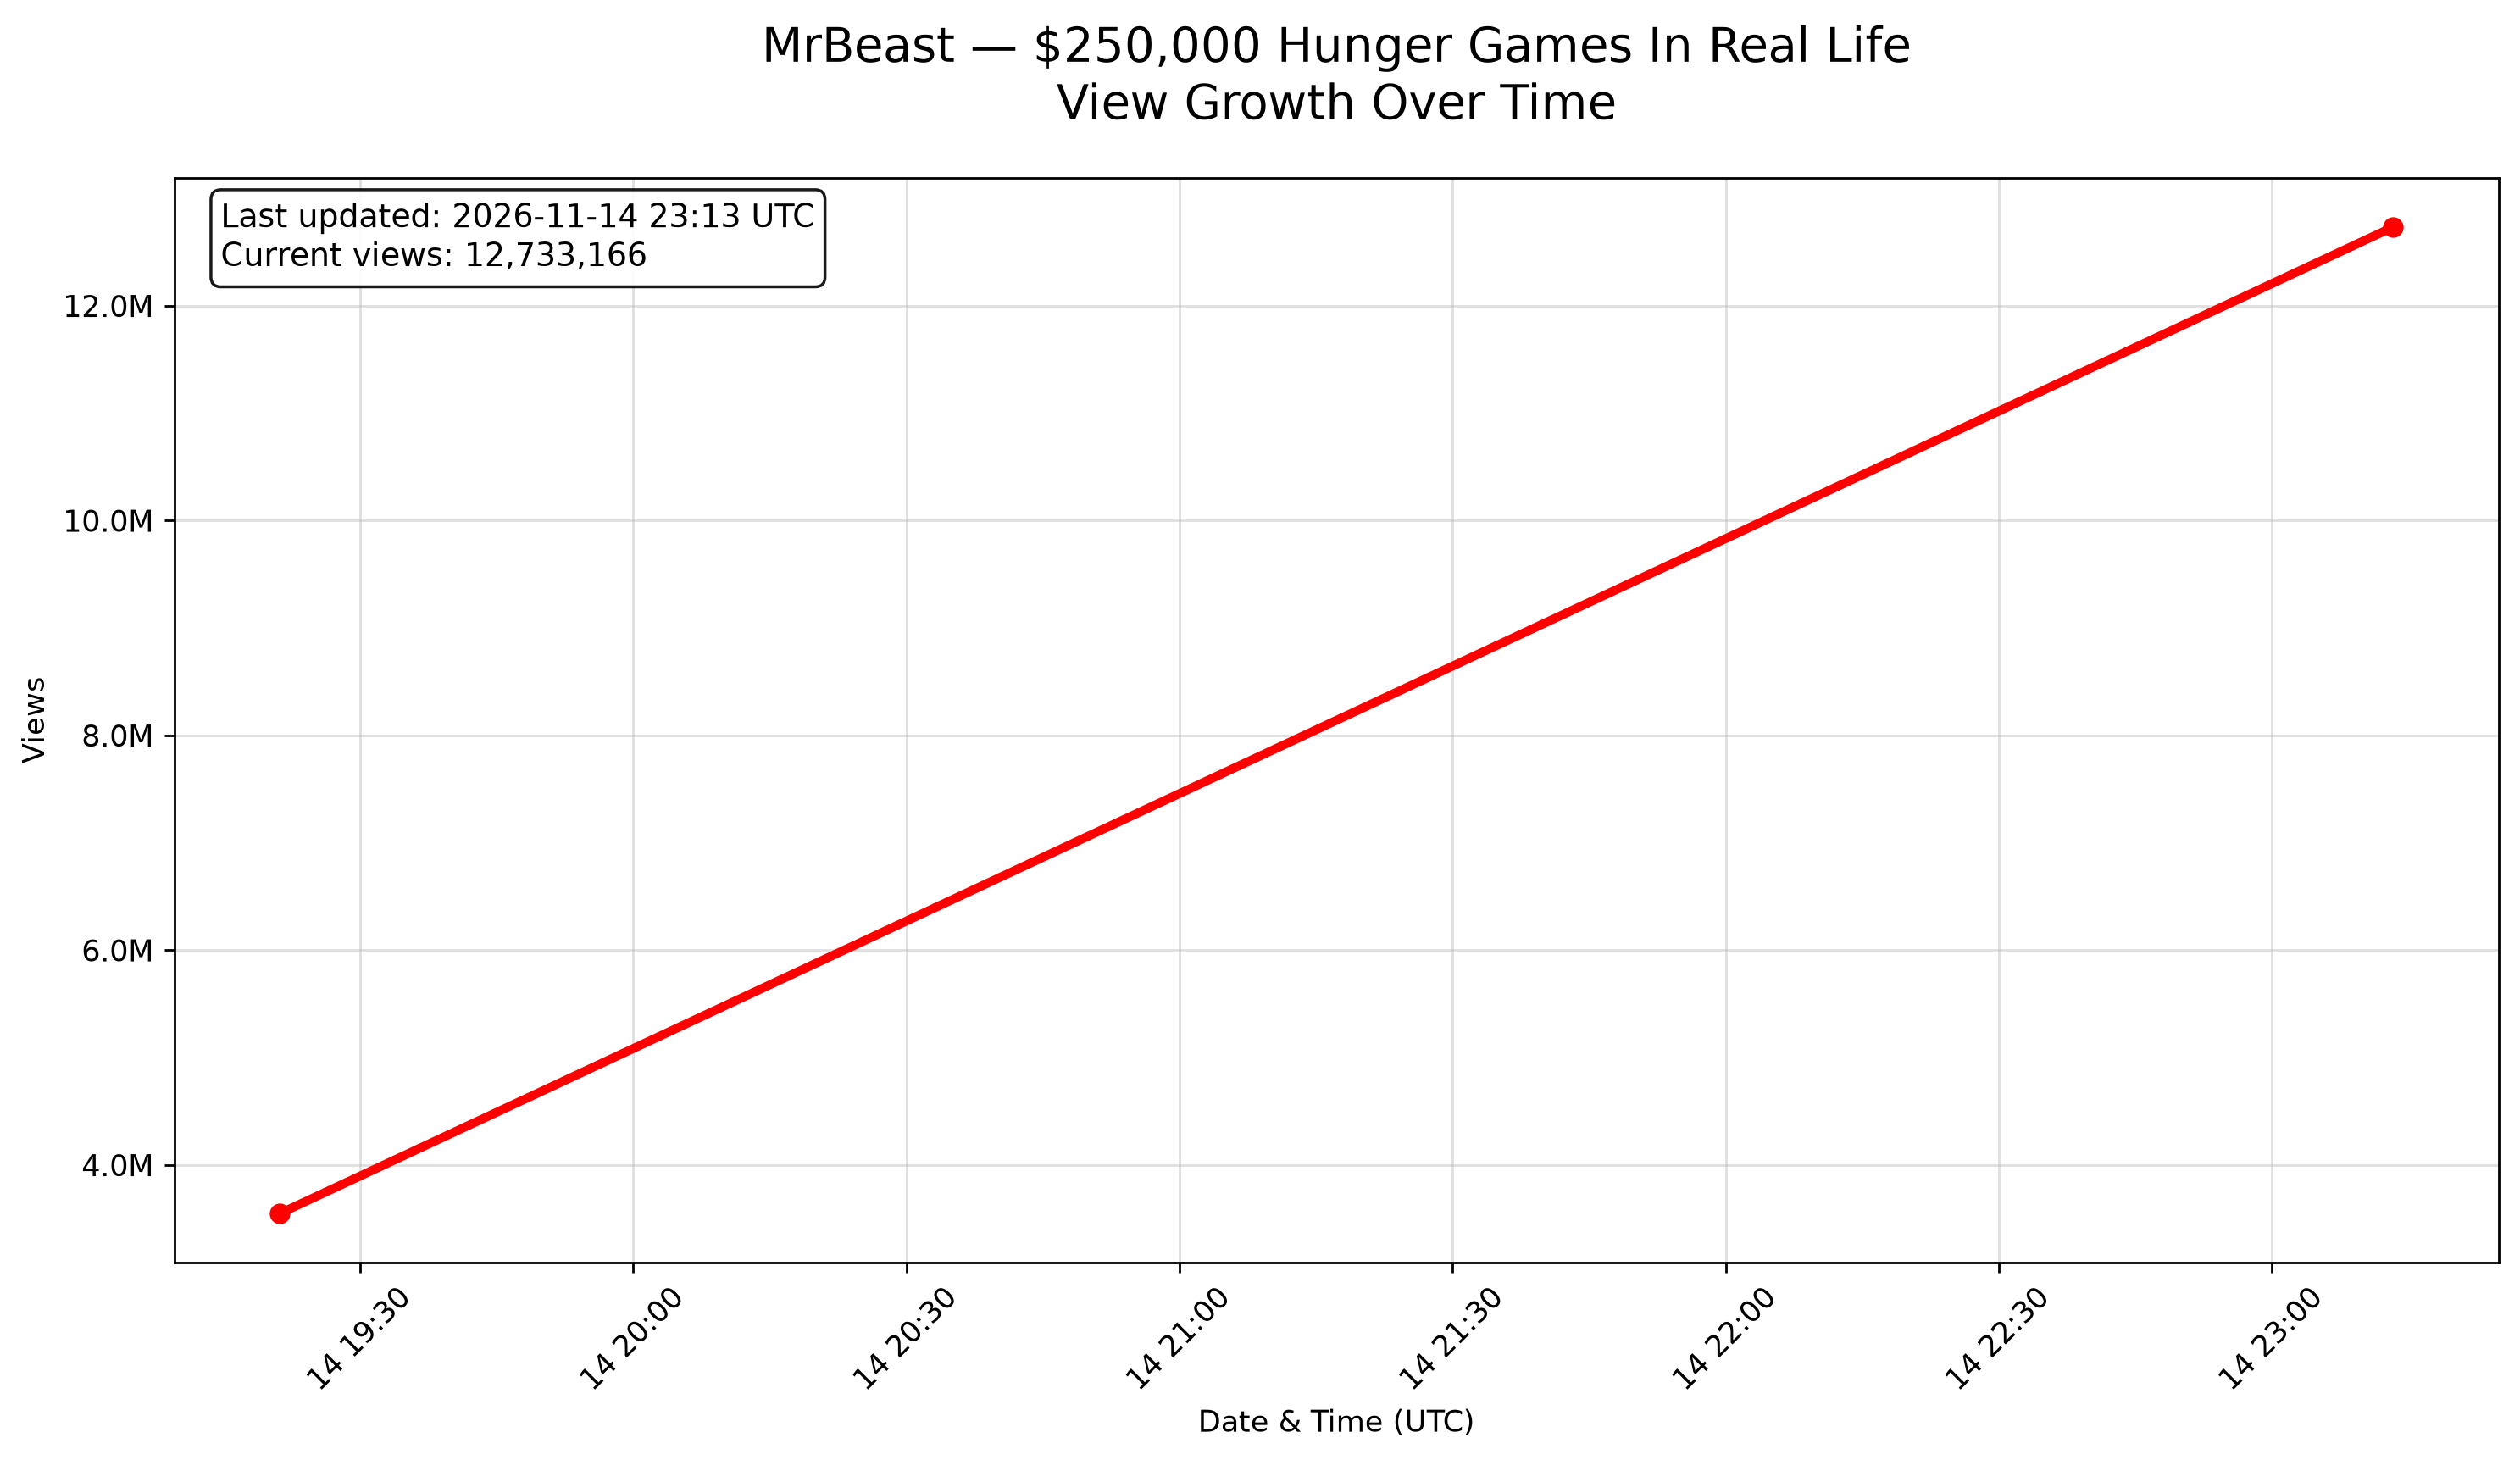 MrBeast — $250,000 Hunger Games In Real Life
View Growth Over Time
Last updated: 2026-11-14 23:13 UTC
Current views: 12,733,166
12.0M
10.0M
8.0M
6.0M
4.0M
Views
14 19:30
14 20:00
14 20:30
14 21:00
14 21:30
14 22:00
14 22:30
14 23:00
Date & Time (UTC)